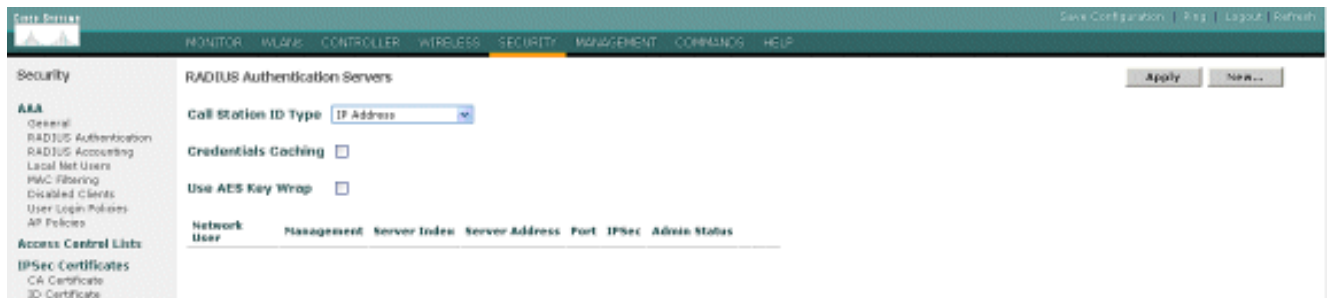 Cisco Systems
Save Configuration | Ping | Logout | Refresh
MONITOR WLANs CONTROLLER WIRELESS SECURITY MANAGEMENT COMMANDS HELP
Security
AAA
General
RADIUS Authentication
RADIUS Accounting
Local Net Users
MAC Filtering
Disabled Clients
User Login Policies
AP Policies
Access Control Lists
IPSec Certificates
CA Certificate
ID Certificate
RADIUS Authentication Servers
Apply New...
Call Station ID Type IP Address
Credentials Caching
Use AES Key Wrap
Network User Management Server Index Server Address Port IPSec Admin Status